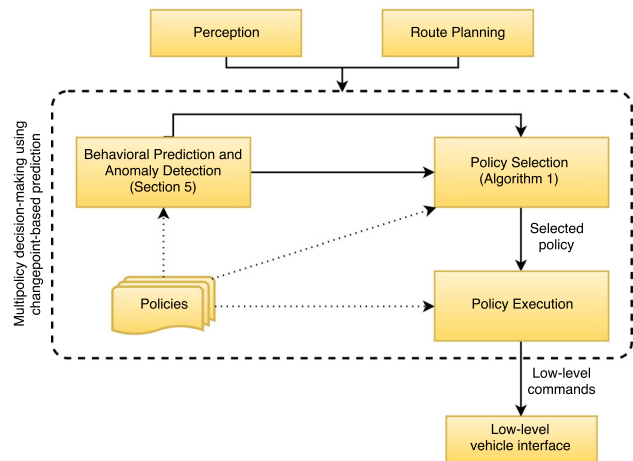 Perception
Route Planning
Multipolicy decision-making using
changepoint-based prediction
Behavioral Prediction and
Anomaly Detection
(Section 5)
Policy Selection
(Algorithm 1)
Selected
policy
Policies
Policy Execution
Low-level
commands
Low-level
vehicle interface